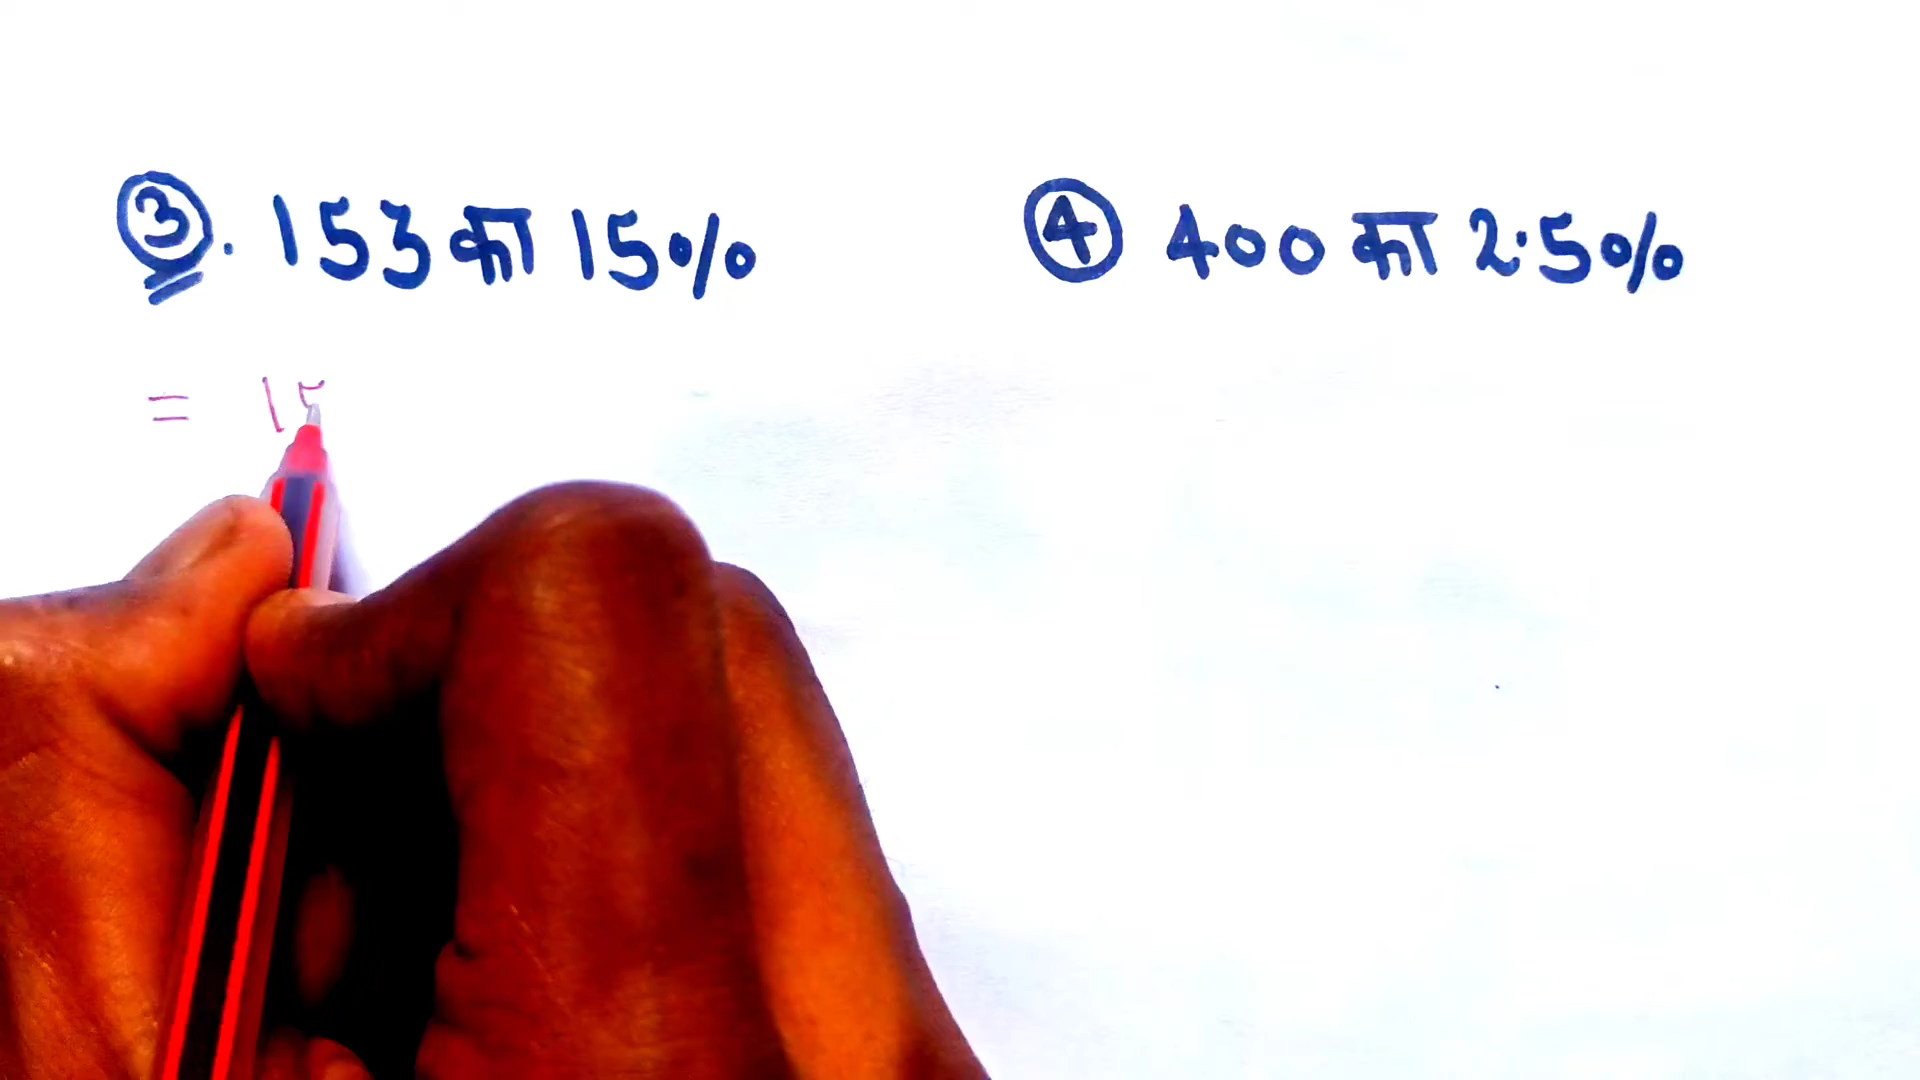 ③. 153 का 15%
④ 400 का 2.5%
= 15